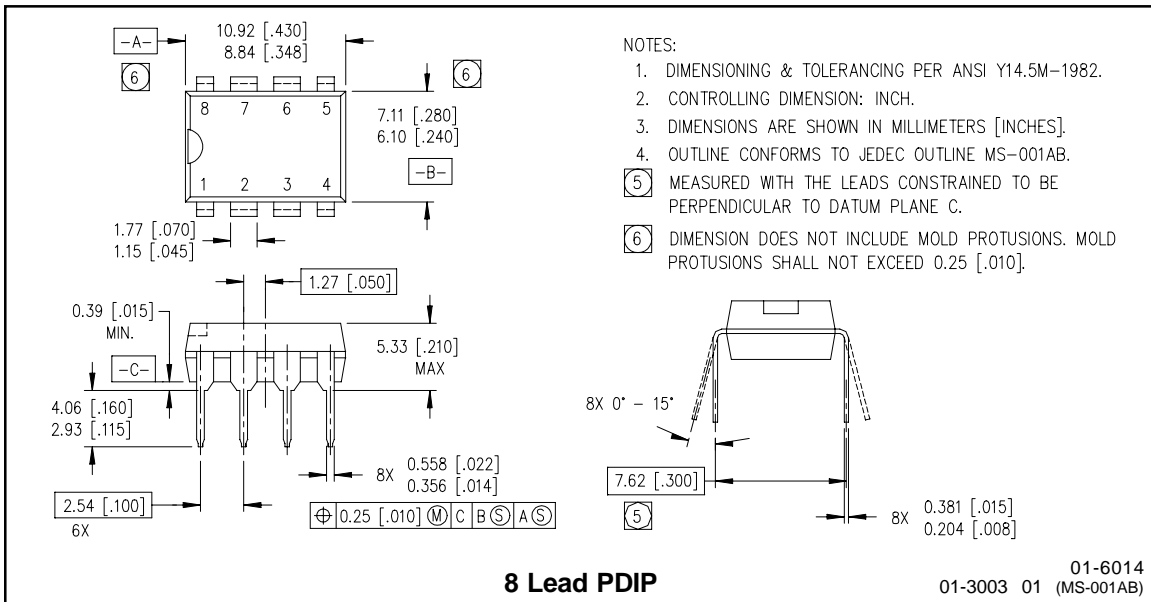 -A-
10.92 [.430]
8.84 [.348]
6
6
8 7 6 5
1 2 3 4
7.11 [.280]
6.10 [.240]
-B-
1.77 [.070]
1.15 [.045]
1.27 [.050]
0.39 [.015]
MIN.
-C-
5.33 [.210]
MAX
4.06 [.160]
2.93 [.115]
2.54 [.100]
6X
8X 0.558 [.022]
0.356 [.014]
⌖ 0.25 [.010] Ⓜ C B Ⓢ A Ⓢ
NOTES:
1. DIMENSIONING & TOLERANCING PER ANSI Y14.5M-1982.
2. CONTROLLING DIMENSION: INCH.
3. DIMENSIONS ARE SHOWN IN MILLIMETERS [INCHES].
4. OUTLINE CONFORMS TO JEDEC OUTLINE MS-001AB.
5 MEASURED WITH THE LEADS CONSTRAINED TO BE
PERPENDICULAR TO DATUM PLANE C.
6 DIMENSION DOES NOT INCLUDE MOLD PROTUSIONS. MOLD
PROTUSIONS SHALL NOT EXCEED 0.25 [.010].
8X 0° - 15°
7.62 [.300]
5
8X 0.381 [.015]
0.204 [.008]
8 Lead PDIP
01-6014
01-3003 01 (MS-001AB)